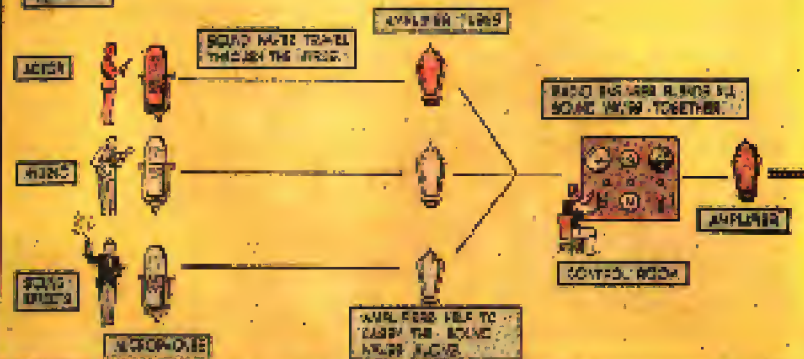 AMPLIFIER TUBES
SOUND WAVES TRAVEL
THROUGH THE WIRES.
ACTOR
RADIO ENGINEER BLENDS ALL
SOUND WAVES TOGETHER.
MUSIC
AMPLIFIER
SOUND
EFFECTS
CONTROL ROOM
AMPLIFIERS HELP TO
CARRY THE SOUND
WAVES ALONG.
MICROPHONES